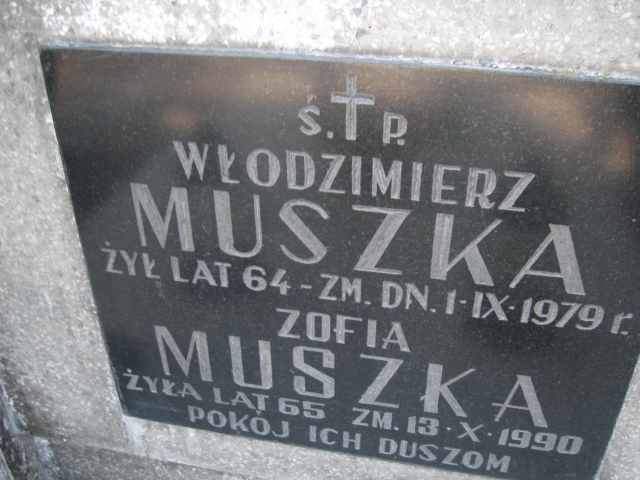 Ś. P.
WŁODZIMIERZ
MUSZKA
ŻYŁ LAT 64 - ZM. DN. 1·IX·1979 r.
ZOFIA
MUSZKA
ŻYŁA LAT 65 ZM. 13·X·1990
POKÓJ ICH DUSZOM